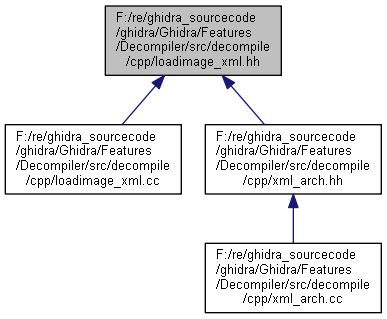 F:/re/ghidra_sourcecode
/ghidra/Ghidra/Features
/Decompiler/src/decompile
/cpp/loadimage_xml.hh
F:/re/ghidra_sourcecode
/ghidra/Ghidra/Features
/Decompiler/src/decompile
/cpp/loadimage_xml.cc
F:/re/ghidra_sourcecode
/ghidra/Ghidra/Features
/Decompiler/src/decompile
/cpp/xml_arch.hh
F:/re/ghidra_sourcecode
/ghidra/Ghidra/Features
/Decompiler/src/decompile
/cpp/xml_arch.cc